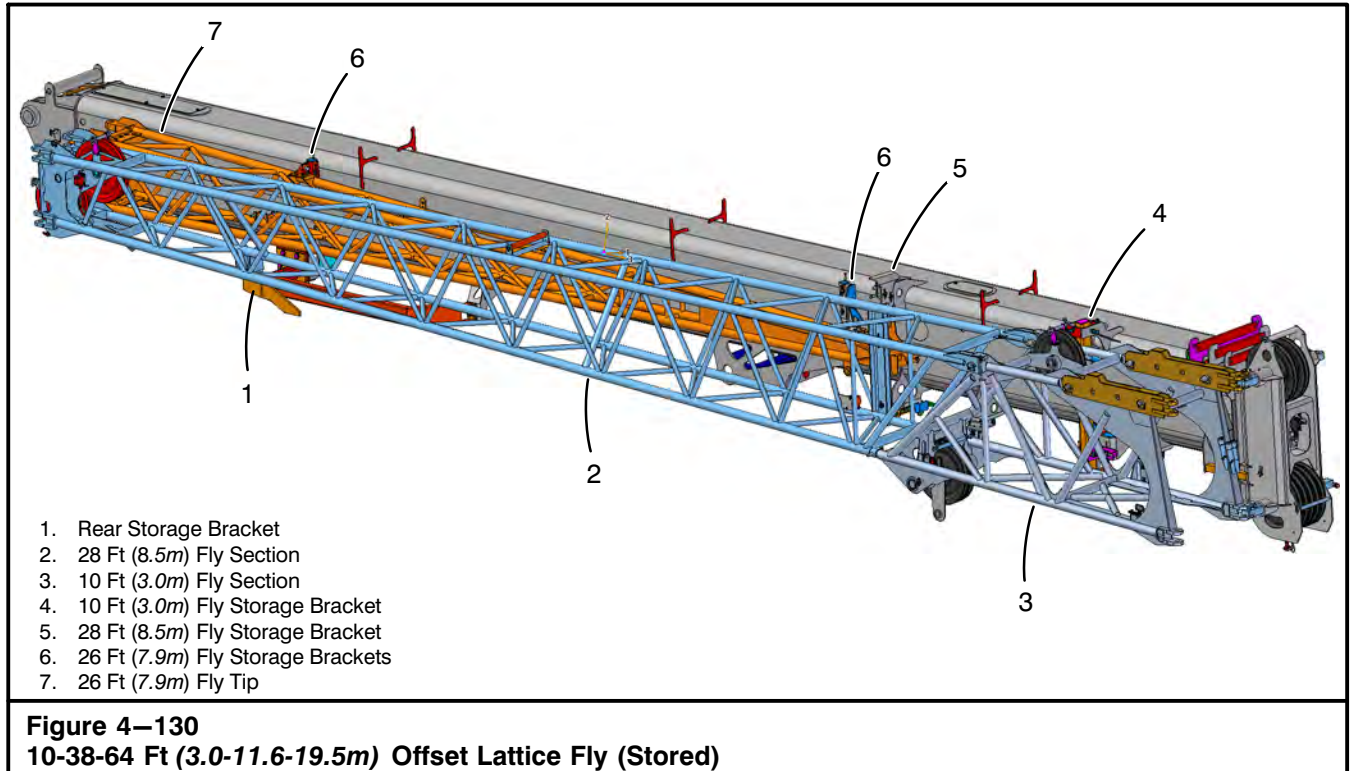 7
6
6
5
4
1
2
3
1. Rear Storage Bracket
2. 28 Ft (8.5m) Fly Section
3. 10 Ft (3.0m) Fly Section
4. 10 Ft (3.0m) Fly Storage Bracket
5. 28 Ft (8.5m) Fly Storage Bracket
6. 26 Ft (7.9m) Fly Storage Brackets
7. 26 Ft (7.9m) Fly Tip
Figure 4–130
10-38-64 Ft (3.0-11.6-19.5m) Offset Lattice Fly (Stored)